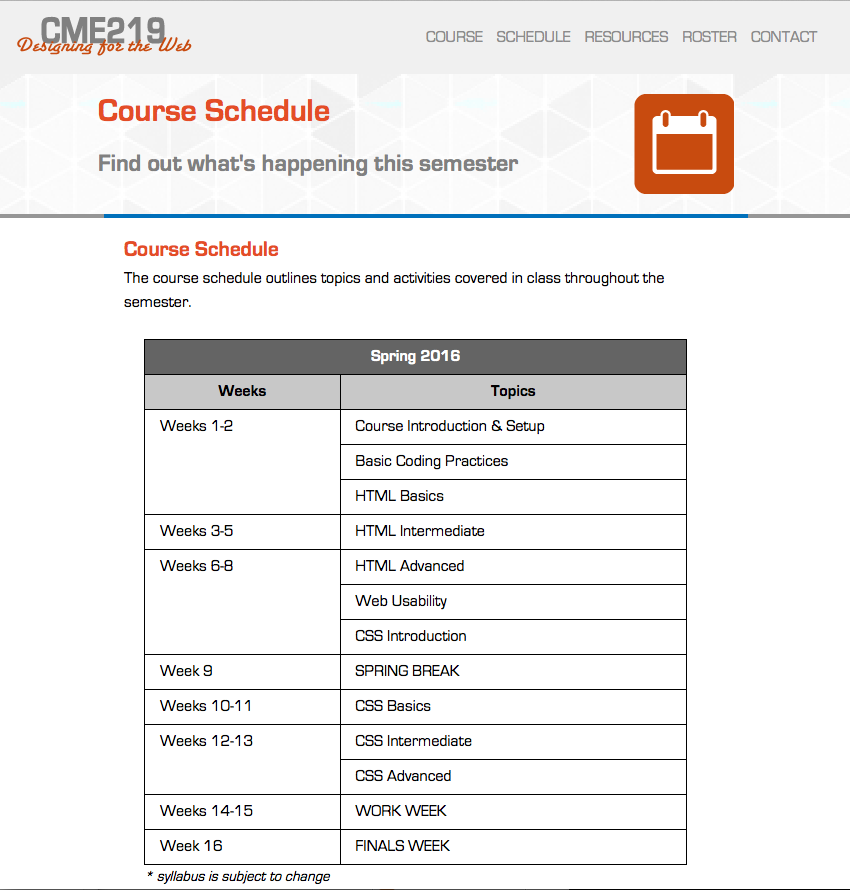 CME219
Designing for the Web
COURSE SCHEDULE RESOURCES ROSTER CONTACT
Course Schedule
Find out what's happening this semester
Course Schedule
The course schedule outlines topics and activities covered in class throughout the
semester.
Spring 2016
Weeks Topics
Weeks 1-2 Course Introduction & Setup
Basic Coding Practices
HTML Basics
Weeks 3-5 HTML Intermediate
Weeks 6-8 HTML Advanced
Web Usability
CSS Introduction
Week 9 SPRING BREAK
Weeks 10-11 CSS Basics
Weeks 12-13 CSS Intermediate
CSS Advanced
Weeks 14-15 WORK WEEK
Week 16 FINALS WEEK
* syllabus is subject to change